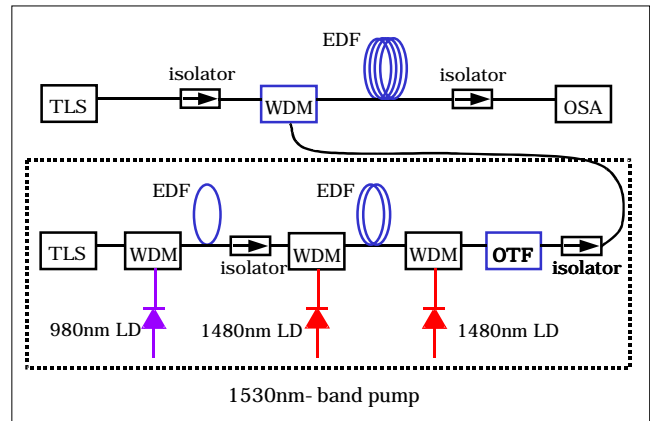 EDF
isolator
isolator
TLS
WDM
OSA
EDF
EDF
TLS
WDM
isolator
WDM
WDM
OTF
isolator
980nm LD
1480nm LD
1480nm LD
1530nm- band pump